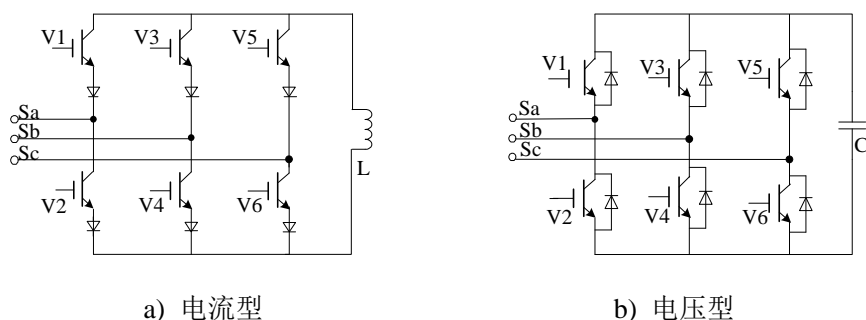 V1 V3 V5
Sa
Sb
Sc
L
V2 V4 V6
a) 电流型
V1 V3 V5
Sa
Sb
Sc
C
V2 V4 V6
b) 电压型